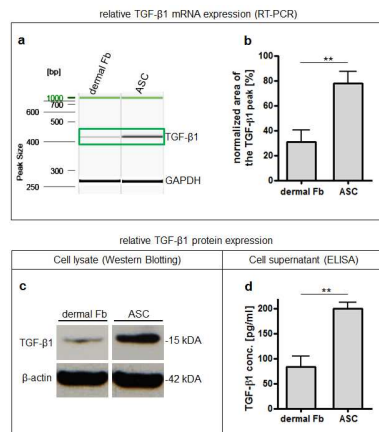 relative TGF-β1 mRNA expression (RT-PCR)
a
[bp]
dermal Fb
ASC
1000
700
600
500
400
300
250
Peak Size
TGF-β1
GAPDH
b
normalized area of
the TGF-β1 peak [%]
100
80
60
40
20
0
**
dermal Fb
ASC
relative TGF-β1 protein expression
Cell lysate (Western Blotting)
Cell supernatant (ELISA)
c
dermal Fb
ASC
TGF-β1
-15 kDA
β-actin
-42 kDA
d
TGF-β1 conc. [pg/ml]
200
150
100
50
0
**
dermal Fb
ASC